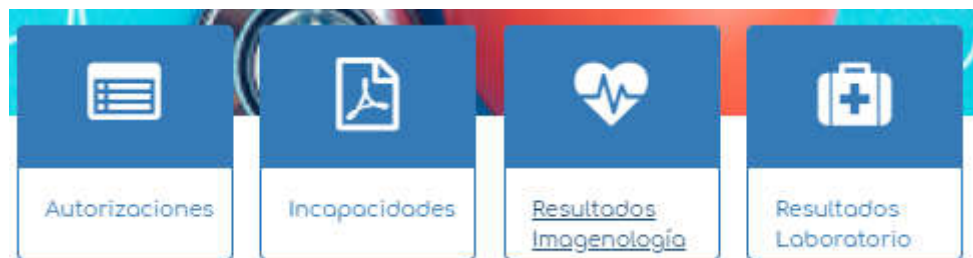 Autorizaciones
Incapacidades
Resultados
Imagenología
Resultados
Laboratorio